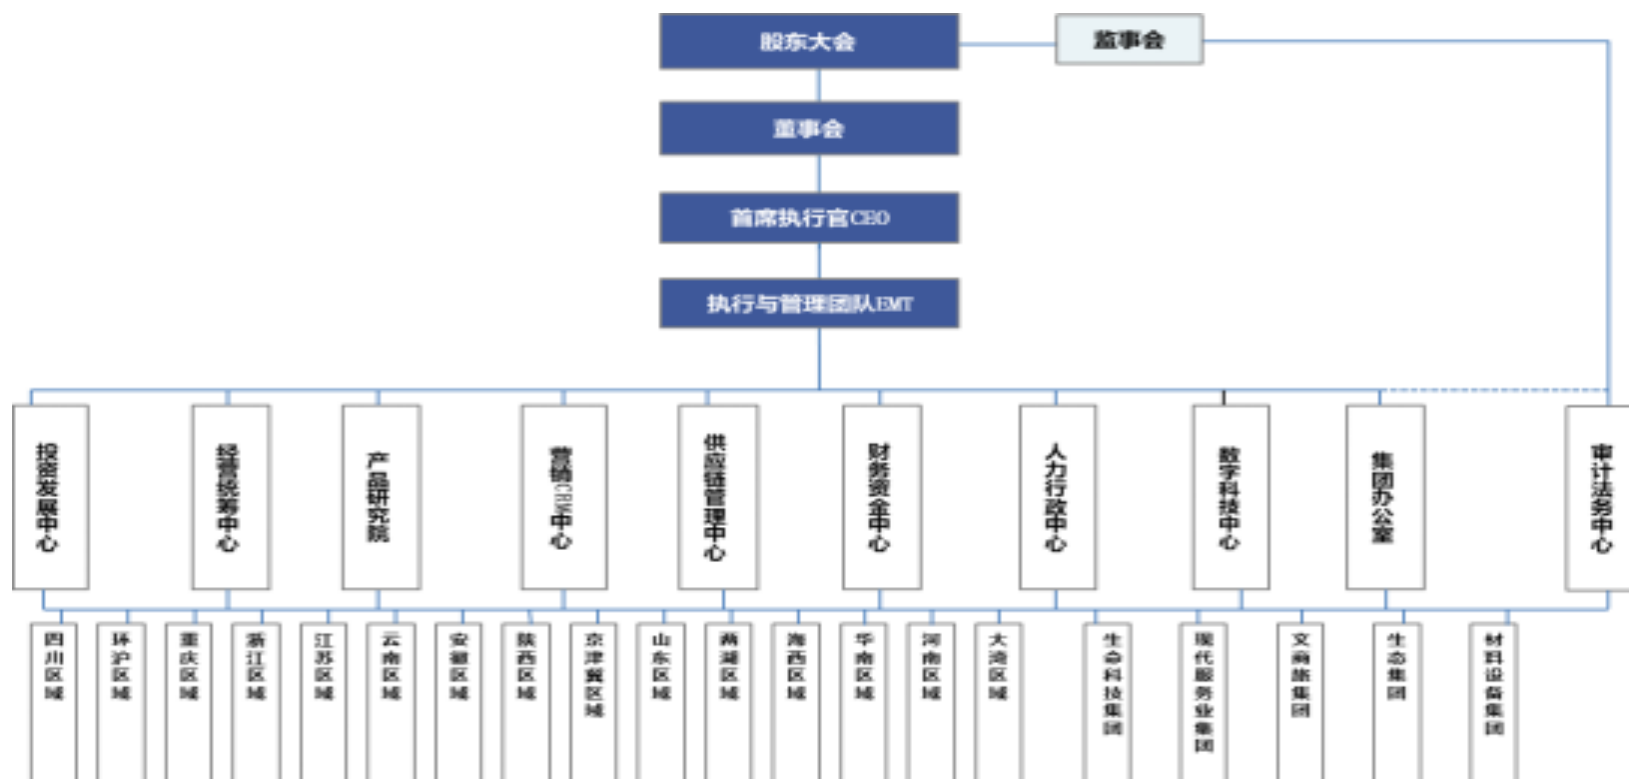 股东大会
监事会
董事会
首席执行官CEO
执行与管理团队EMT
投资发展中心
经营统筹中心
产品研究院
营销CRM中心
供应链管理中心
财务资金中心
人力行政中心
数字科技中心
集团办公室
审计法务中心
四川区域
环沪区域
重庆区域
浙江区域
江苏区域
云南区域
安徽区域
陕西区域
京津冀区域
山东区域
两湖区域
海西区域
华南区域
河南区域
大湾区域
生命科技集团
现代服务业集团
文商旅集团
生态集团
材料设备集团